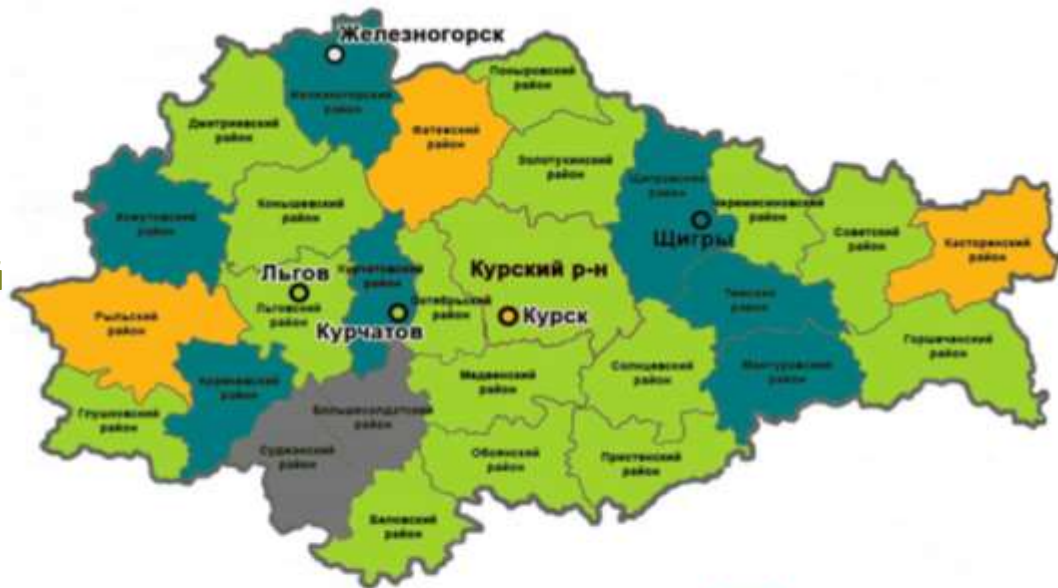 Железногорск
Поныровский
район
Железногорский
район
Дмитриевский
район
Фатежский
район
Золотухинский
район
Щигровский
район
Черемисиновский
район
Конышевский
район
Хомутовский
район
Советский
район
Касторенский
район
Щигры
Курский р-н
Курчатовский
район
Льгов
Льговский
район
Октябрьский
район
Курчатов
Курск
Тимский
район
Рыльский
район
Горшеченский
район
Мантуровский
район
Солнцевский
район
Медвенский
район
Кореневский
район
Глушковский
район
Большесолдатский
район
Суджанский
район
Обоянский
район
Пристенский
район
Беловский
район